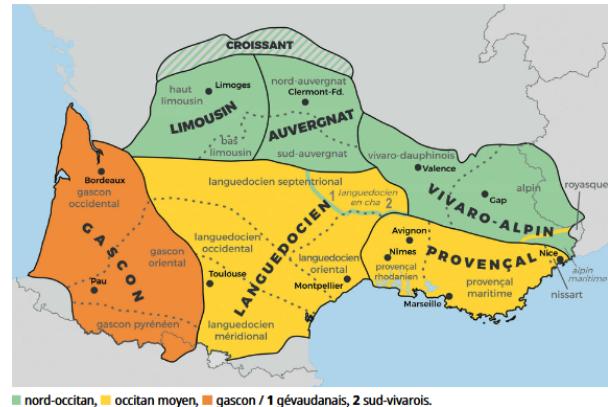 CROISSANT
haut
limousin
Limoges
LIMOUSIN
bas
limousin
nord-auvergnat
Clermont-Fd.
AUVERGNAT
sud-auvergnat
vivaro-dauphinois
Valence
Gap
alpin
VIVARO-ALPIN
royasque
Bordeaux
gascon
occidental
GASCON
gascon
oriental
Pau
gascon pyrénéen
languedocien septentrional
1 languedocien
en cha 2
LANGUEDOCIEN
languedocien
occidental
Toulouse
languedocien
oriental
Montpellier
languedocien
méridional
Avignon
Nîmes
provençal
rhodanien
PROVENÇAL
provençal
maritime
Marseille
Nice
alpin
maritime
nissart
nord-occitan, occitan moyen, gascon / 1 gévaudanais, 2 sud-vivarois.